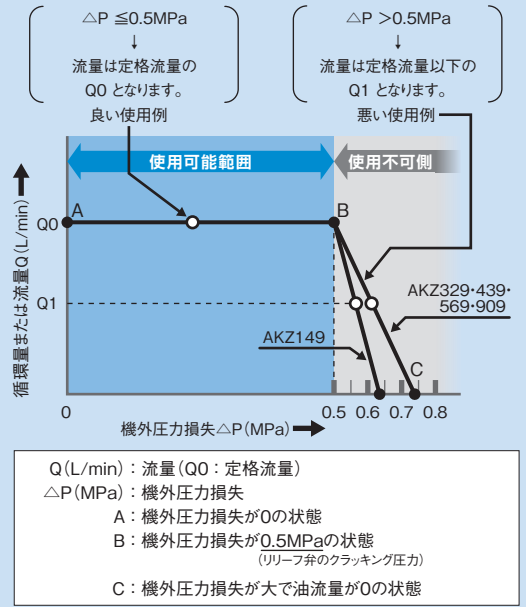 △P ≦0.5MPa
↓
流量は定格流量の
Q0 となります。
良い使用例
△P >0.5MPa
↓
流量は定格流量以下の
Q1 となります。
悪い使用例
使用可能範囲
使用不可側
循環量または流量Q(L/min)
A
B
Q0
Q1
AKZ329・439・
569・909
AKZ149
C
0
0.5 0.6 0.7 0.8
機外圧力損失△P(MPa)
Q(L/min):流量(Q0:定格流量)
△P(MPa):機外圧力損失
A:機外圧力損失が0の状態
B:機外圧力損失が0.5MPaの状態
(リリーフ弁のクラッキング圧力)
C:機外圧力損失が大で油流量が0の状態